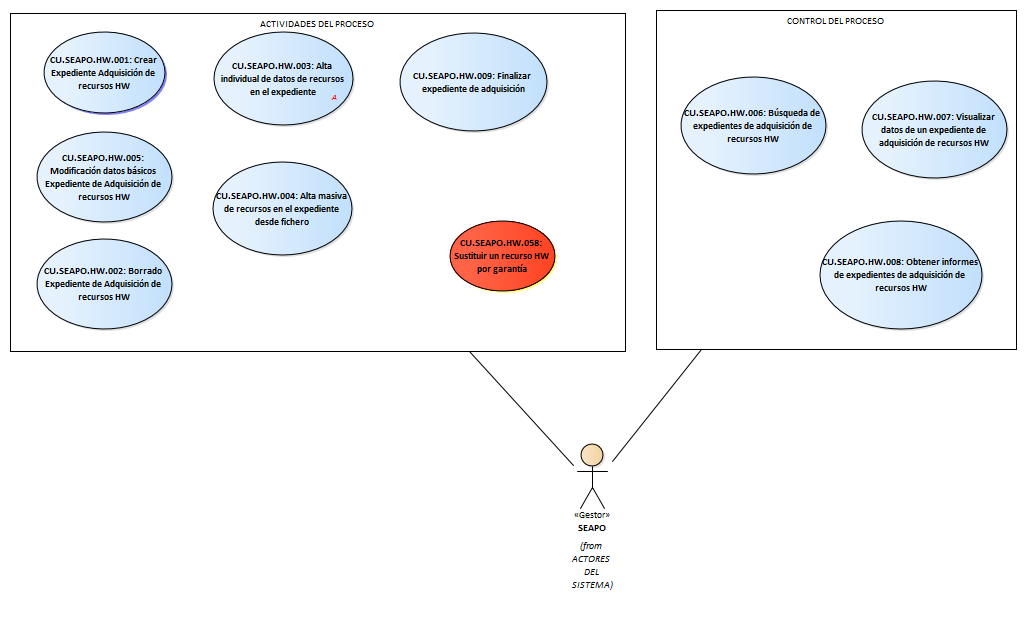 ACTIVIDADES DEL PROCESO
CU.SEAPO.HW.001: Crear
Expediente Adquisición de
recursos HW
CU.SEAPO.HW.003: Alta
individual de datos de recursos
en el expediente
A
CU.SEAPO.HW.009: Finalizar
expediente de adquisición
CU.SEAPO.HW.005:
Modificación datos básicos
Expediente de Adquisición de
recursos HW
CU.SEAPO.HW.004: Alta masiva
de recursos en el expediente
desde fichero
CU.SEAPO.HW.058:
Sustituir un recurso HW
por garantía
CU.SEAPO.HW.002: Borrado
Expediente de Adquisición de
recursos HW
CONTROL DEL PROCESO
CU.SEAPO.HW.006: Búsqueda de
expedientes de adquisición de
recursos HW
CU.SEAPO.HW.007: Visualizar
datos de un expediente de
adquisición de recursos HW
CU.SEAPO.HW.008: Obtener informes
de expedientes de adquisición de
recursos HW
«Gestor»
SEAPO
(from
ACTORES
DEL
SISTEMA)